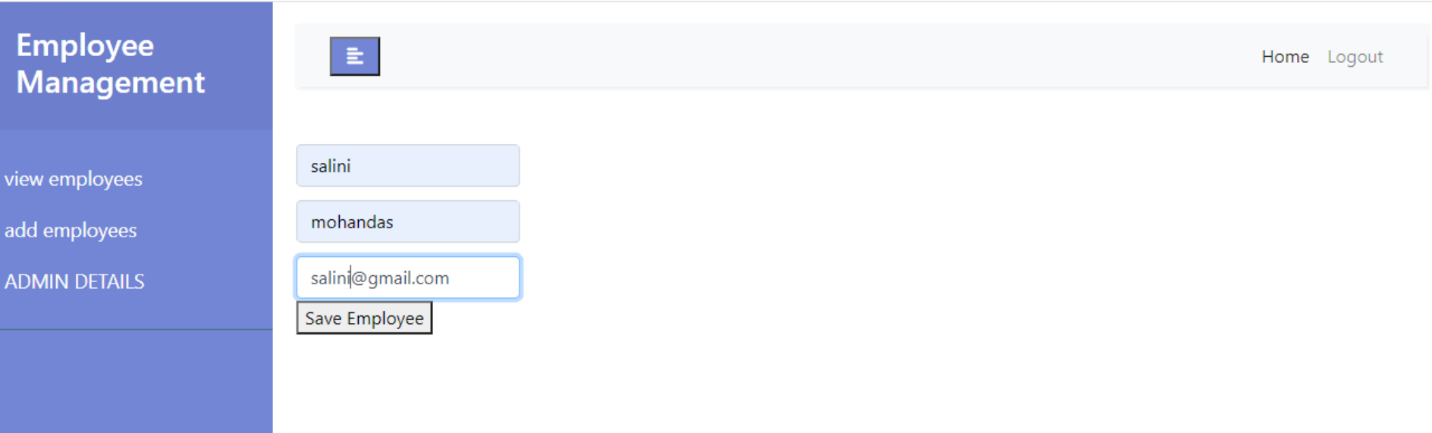 Employee
Management
Home Logout
view employees
add employees
ADMIN DETAILS
salini
mohandas
salini@gmail.com
Save Employee